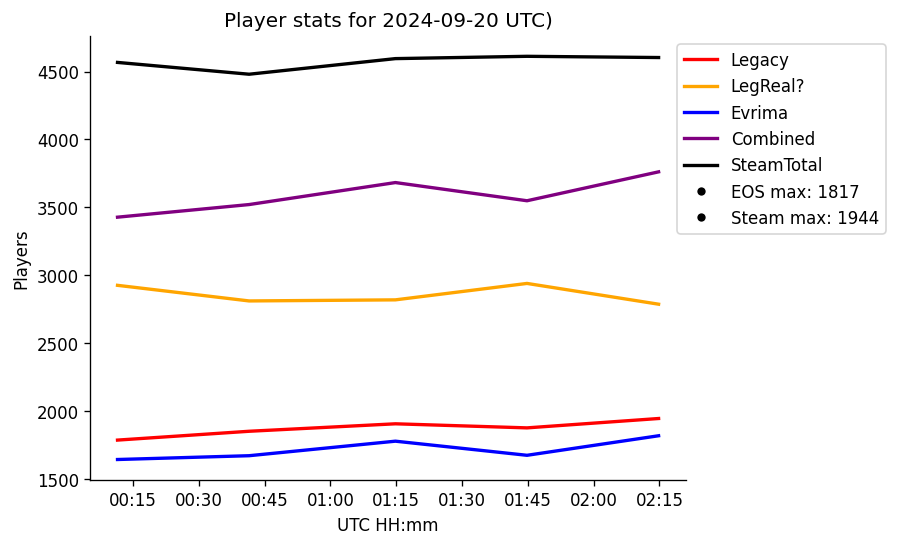 Player stats for 2024-09-20 UTC)
Players
4500
4000
3500
3000
2500
2000
1500
00:15 00:30 00:45 01:00 01:15 01:30 01:45 02:00 02:15
UTC HH:mm
Legacy
LegReal?
Evrima
Combined
SteamTotal
EOS max: 1817
Steam max: 1944